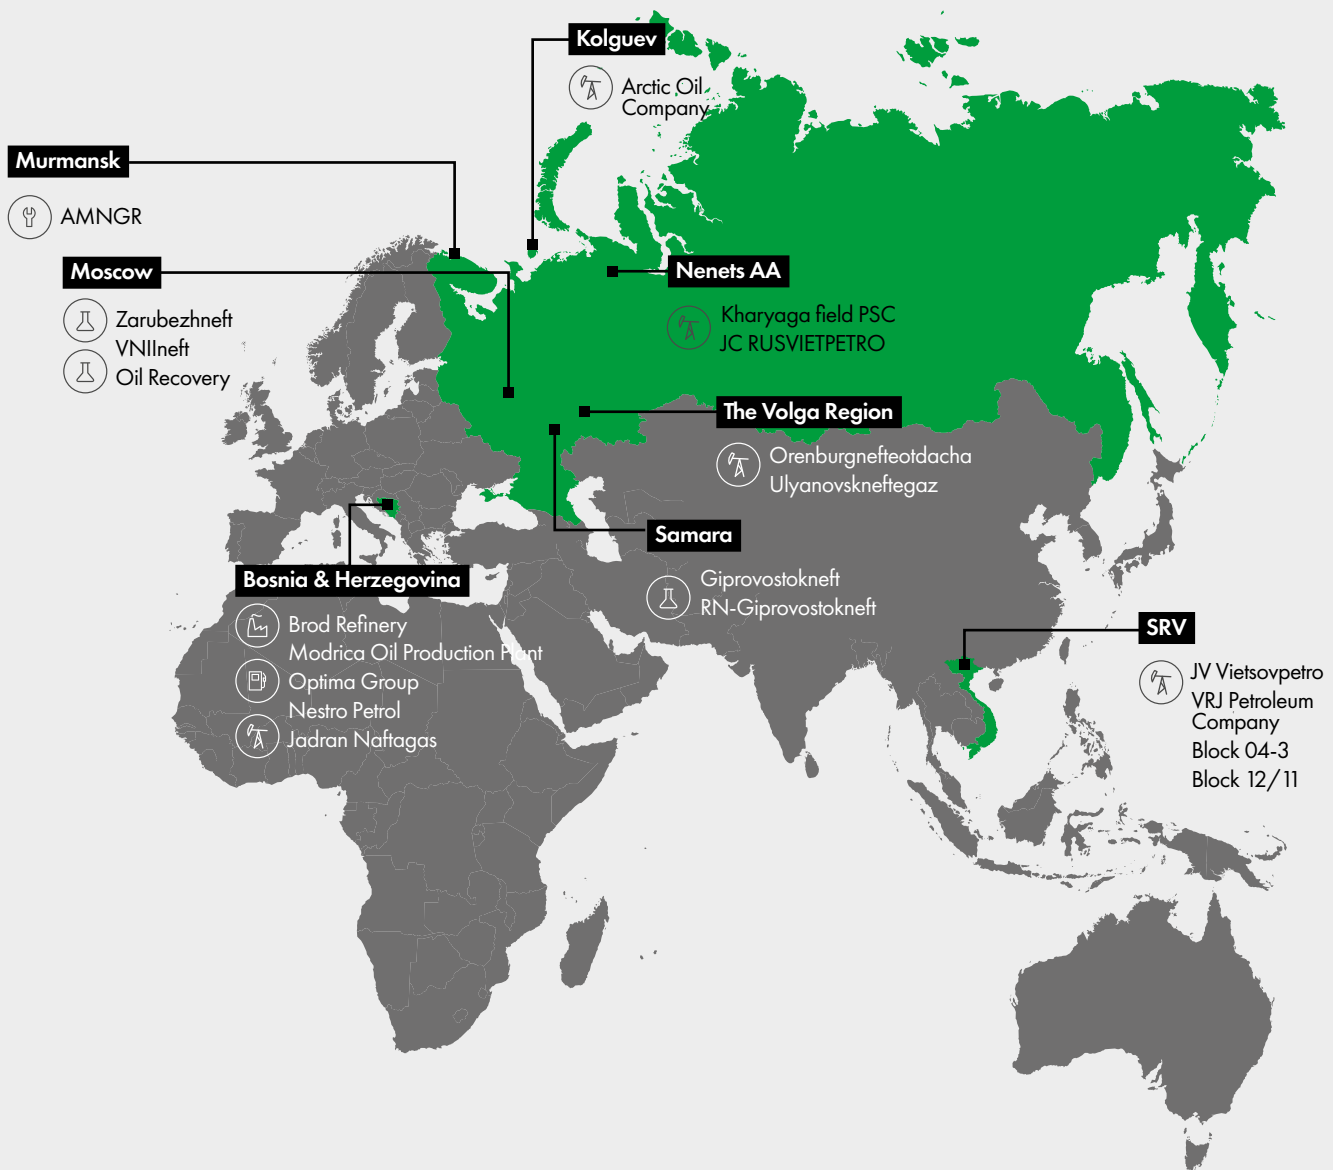 Kolguev
Arctic Oil
Company
Murmansk
AMNGR
Moscow
Zarubezhneft
VNIIneft
Oil Recovery
Nenets AA
Kharyaga field PSC
JC RUSVIETPETRO
The Volga Region
Orenburgnefteotdacha
Ulyanovskneftegaz
Samara
Giprovostokneft
RN-Giprovostokneft
Bosnia & Herzegovina
Brod Refinery
Modrica Oil Production Plant
Optima Group
Nestro Petrol
Jadran Naftagas
SRV
JV Vietsovpetro
VRJ Petroleum
Company
Block 04-3
Block 12/11